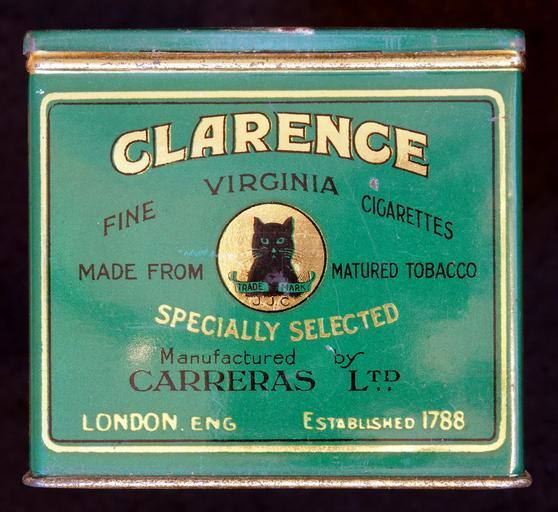 CLARENCE
VIRGINIA
FINE CIGARETTES
MADE FROM MATURED TOBACCO
TRADE MARK
J.J.C
SPECIALLY SELECTED
Manufactured by
CARRERAS LTD
LONDON. ENG ESTABLISHED 1788